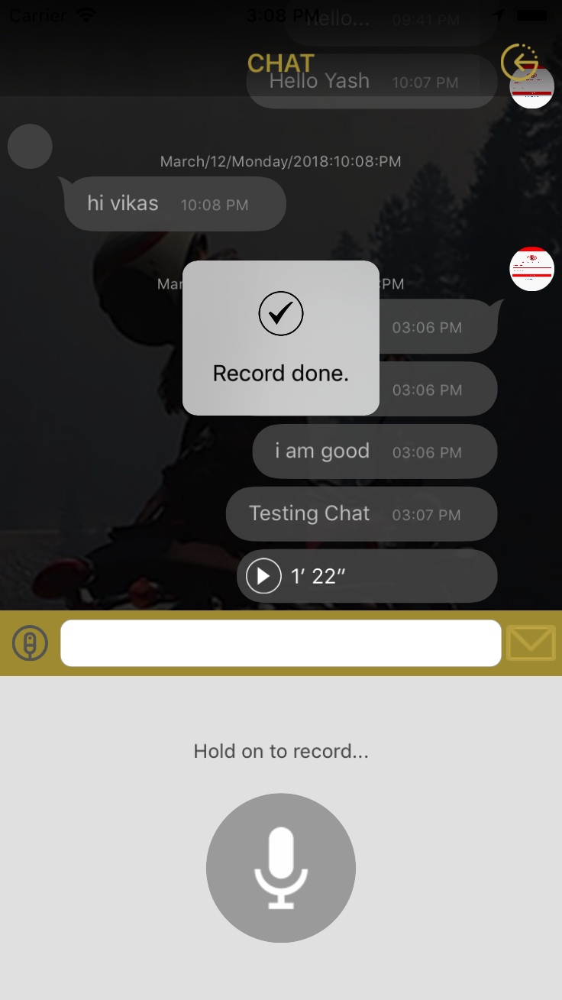 Carrier 3:08 PM
Hello... 09:41 PM
CHAT
Hello Yash 10:07 PM
March/12/Monday/2018:10:08:PM
hi vikas 10:08 PM
Mar :PM
03:06 PM
03:06 PM
Record done.
i am good 03:06 PM
Testing Chat 03:07 PM
1’ 22”
Hold on to record...